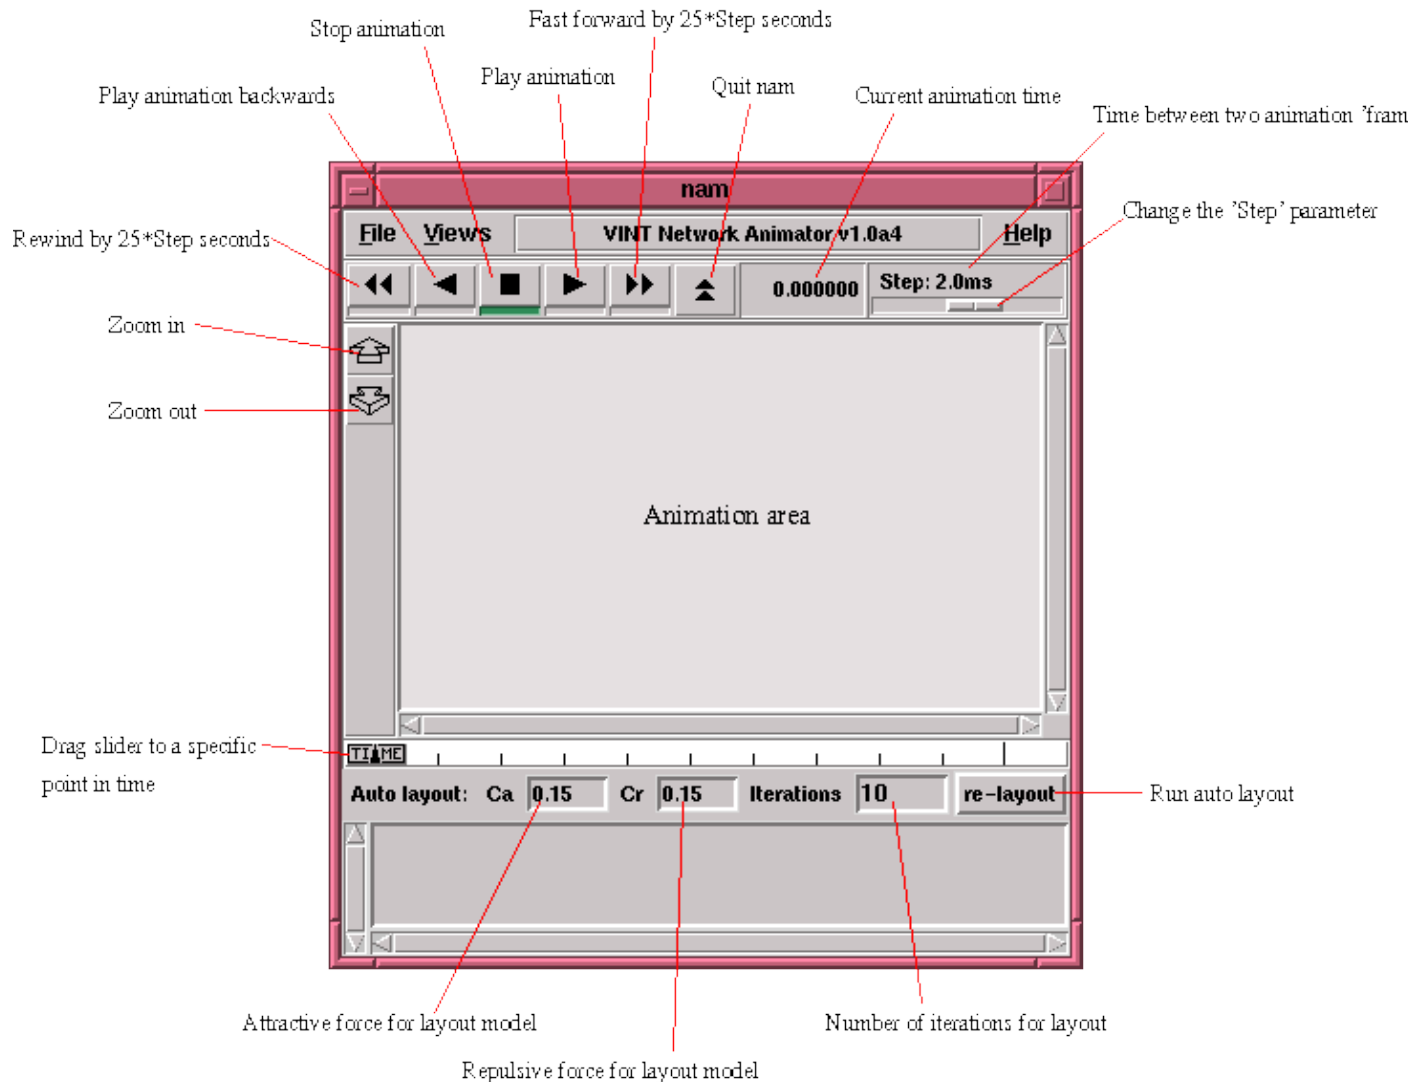 Fast forward by 25*Step seconds
Stop animation
Play animation
Quit nam
Play animation backwards
Current animation time
Time between two animation 'fram
nam
Change the 'Step' parameter
Rewind by 25*Step seconds
File Views VINT Network Animator v1.0a4 Help
0.000000 Step: 2.0ms
Zoom in
Zoom out
Animation area
Drag slider to a specific
point in time
TIME
Auto layout: Ca 0.15 Cr 0.15 Iterations 10 re-layout
Run auto layout
Attractive force for layout model
Number of iterations for layout
Repulsive force for layout model